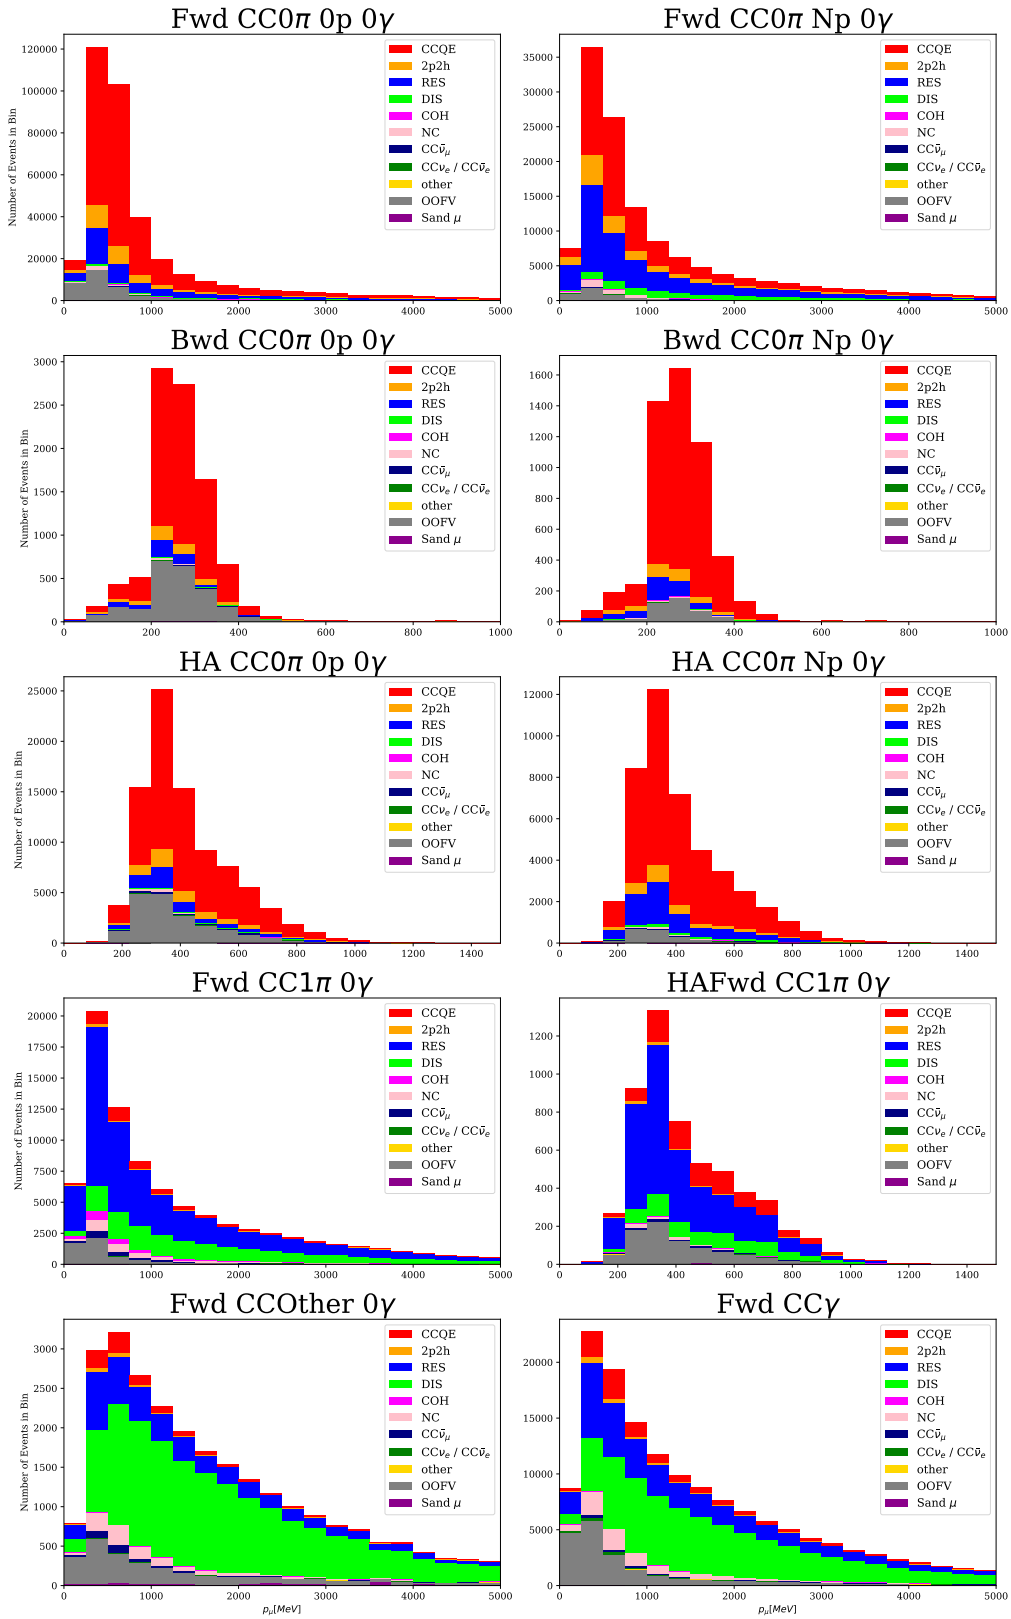 Fwd CC0π 0p 0γ
Number of Events in Bin
120000
100000
80000
60000
40000
20000
0
CCQE
2p2h
RES
DIS
COH
NC
CCν̄μ
CCνe / CCν̄e
other
OOFV
Sand μ
0 1000 2000 3000 4000 5000
Fwd CC0π Np 0γ
35000
30000
25000
20000
15000
10000
5000
0
CCQE
2p2h
RES
DIS
COH
NC
CCν̄μ
CCνe / CCν̄e
other
OOFV
Sand μ
0 1000 2000 3000 4000 5000
Bwd CC0π 0p 0γ
Number of Events in Bin
3000
2500
2000
1500
1000
500
0
CCQE
2p2h
RES
DIS
COH
NC
CCν̄μ
CCνe / CCν̄e
other
OOFV
Sand μ
0 200 400 600 800 1000
Bwd CC0π Np 0γ
1600
1400
1200
1000
800
600
400
200
0
CCQE
2p2h
RES
DIS
COH
NC
CCν̄μ
CCνe / CCν̄e
other
OOFV
Sand μ
0 200 400 600 800 1000
HA CC0π 0p 0γ
Number of Events in Bin
25000
20000
15000
10000
5000
0
CCQE
2p2h
RES
DIS
COH
NC
CCν̄μ
CCνe / CCν̄e
other
OOFV
Sand μ
0 200 400 600 800 1000 1200 1400
HA CC0π Np 0γ
12000
10000
8000
6000
4000
2000
0
CCQE
2p2h
RES
DIS
COH
NC
CCν̄μ
CCνe / CCν̄e
other
OOFV
Sand μ
0 200 400 600 800 1000 1200 1400
Fwd CC1π 0γ
Number of Events in Bin
20000
17500
15000
12500
10000
7500
5000
2500
0
CCQE
2p2h
RES
DIS
COH
NC
CCν̄μ
CCνe / CCν̄e
other
OOFV
Sand μ
0 1000 2000 3000 4000 5000
HAFwd CC1π 0γ
1200
1000
800
600
400
200
0
CCQE
2p2h
RES
DIS
COH
NC
CCν̄μ
CCνe / CCν̄e
other
OOFV
Sand μ
0 200 400 600 800 1000 1200 1400
Fwd CCOther 0γ
Number of Events in Bin
3000
2500
2000
1500
1000
500
0
CCQE
2p2h
RES
DIS
COH
NC
CCν̄μ
CCνe / CCν̄e
other
OOFV
Sand μ
0 1000 2000 3000 4000 5000
pμ[MeV]
Fwd CCγ
20000
15000
10000
5000
0
CCQE
2p2h
RES
DIS
COH
NC
CCν̄μ
CCνe / CCν̄e
other
OOFV
Sand μ
0 1000 2000 3000 4000 5000
pμ[MeV]